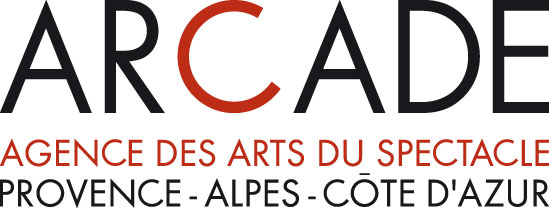 ARCADE
AGENCE DES ARTS DU SPECTACLE
PROVENCE - ALPES - CÔTE D'AZUR